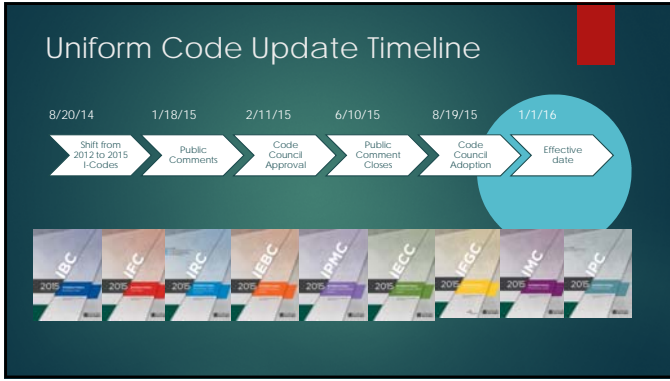 Uniform Code Update Timeline
8/20/14
1/18/15
2/11/15
6/10/15
8/19/15
1/1/16
Shift from
2012 to 2015
I-Codes
Public
Comments
Code
Council
Approval
Public
Comment
Closes
Code
Council
Adoption
Effective
date
IBC
IFC
IRC
IEBC
IPMC
IECC
IFGC
IMC
IPC
2015
2015
2015
2015
2015
2015
2015
2015
2015